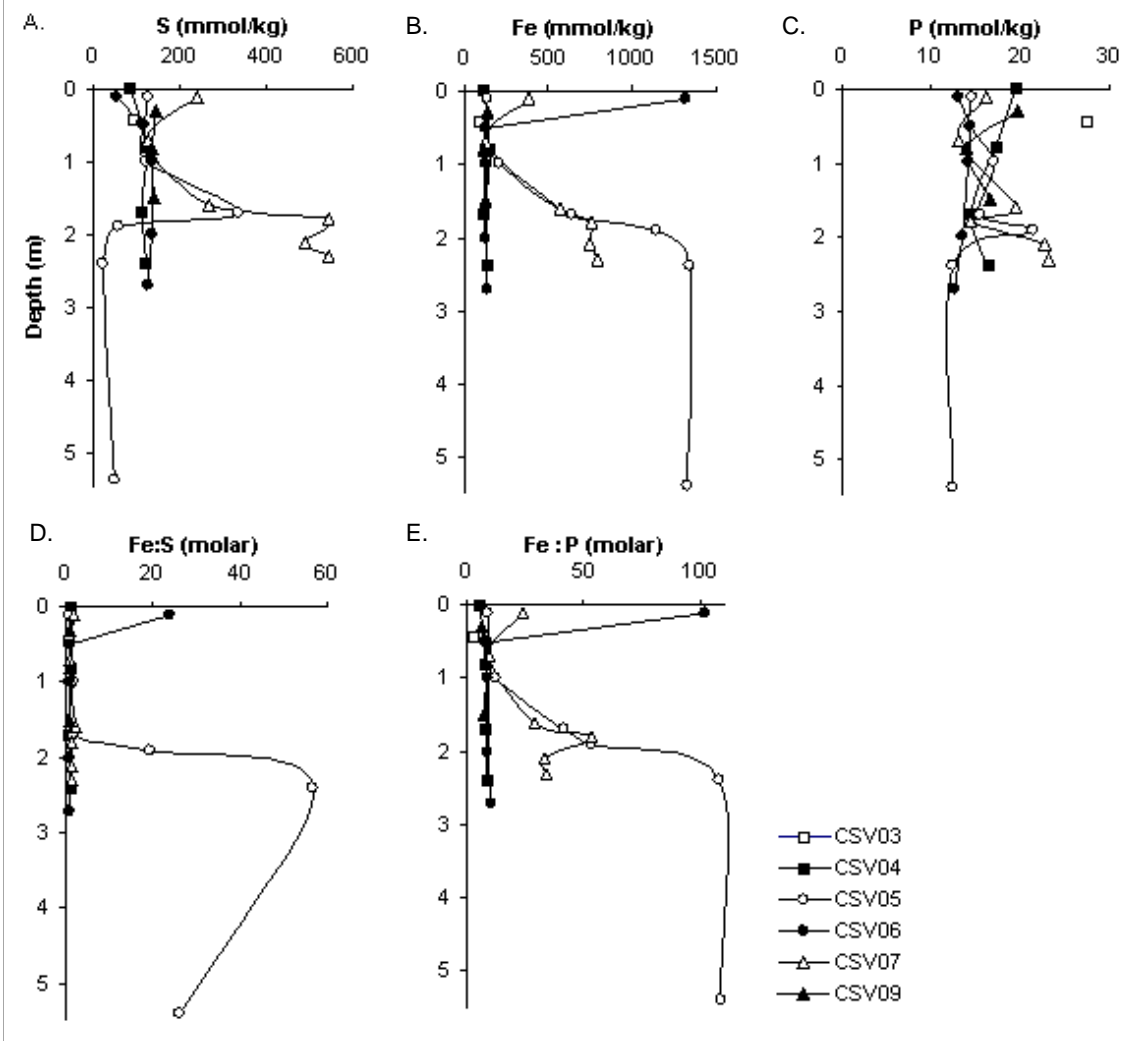 A.
S (mmol/kg)
0 200 400 600
0
1
2
3
4
5
Depth (m)
B.
Fe (mmol/kg)
0 500 1000 1500
0
1
2
3
4
5
C.
P (mmol/kg)
0 10 20 30
0
1
2
3
4
5
D.
Fe:S (molar)
0 20 40 60
0
1
2
3
4
5
E.
Fe :P (molar)
0 50 100
0
1
2
3
4
5
CSV03
CSV04
CSV05
CSV06
CSV07
CSV09